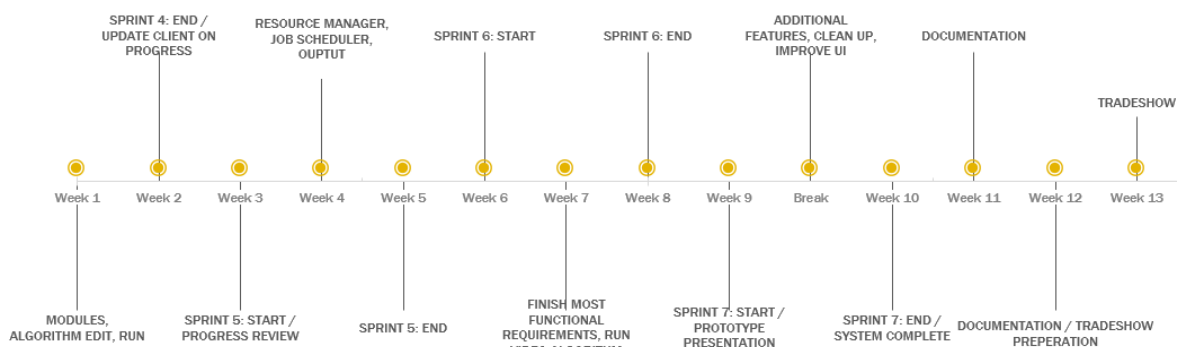 SPRINT 4: END /
UPDATE CLIENT ON
PROGRESS
RESOURCE MANAGER,
JOB SCHEDULER,
OUPTUT
SPRINT 6: START
SPRINT 6: END
ADDITIONAL
FEATURES, CLEAN UP,
IMPROVE UI
DOCUMENTATION
TRADESHOW
Week 1
Week 2
Week 3
Week 4
Week 5
Week 6
Week 7
Week 8
Week 9
Break
Week 10
Week 11
Week 12
Week 13
MODULES,
ALGORITHM EDIT, RUN
SPRINT 5: START /
PROGRESS REVIEW
SPRINT 5: END
FINISH MOST
FUNCTIONAL
REQUIREMENTS, RUN
VIDEO ALGORITHM
SPRINT 7: START /
PROTOTYPE
PRESENTATION
SPRINT 7: END /
SYSTEM COMPLETE
DOCUMENTATION / TRADESHOW
PREPERATION